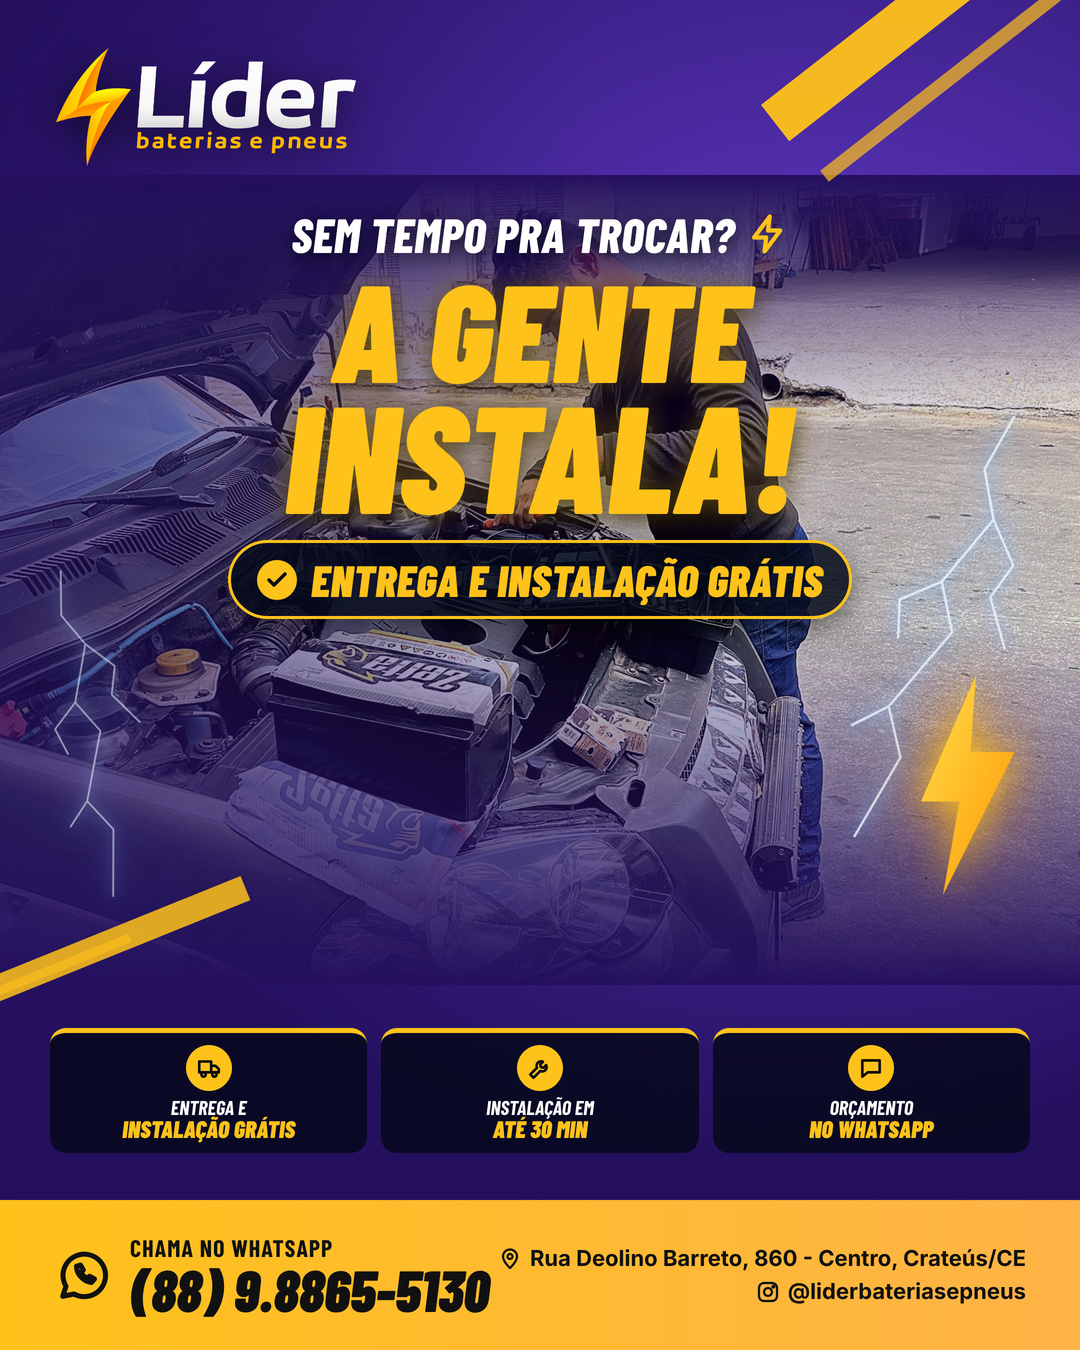 Líder
baterias e pneus
SEM TEMPO PRA TROCAR?
A GENTE
INSTALA!
ENTREGA E INSTALAÇÃO GRÁTIS
ENTREGA E
INSTALAÇÃO GRÁTIS
INSTALAÇÃO EM
ATÉ 30 MIN
ORÇAMENTO
NO WHATSAPP
CHAMA NO WHATSAPP
(88) 9.8865-5130
Rua Deolino Barreto, 860 - Centro, Crateús/CE
@liderbateriasepneus